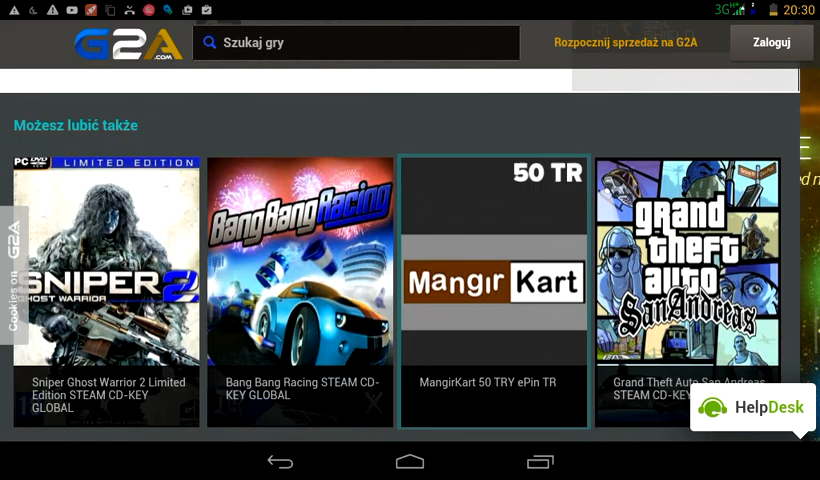 3G
20:30
G2A
.COM
Szukaj gry
Rozpocznij sprzedaż na G2A
Zaloguj
Możesz lubić także
PC DVD LIMITED EDITION
SNIPER 2
GHOST WARRIOR
Sniper Ghost Warrior 2 Limited
Edition STEAM CD-KEY
GLOBAL
BangBang Racing
Bang Bang Racing STEAM CD-
KEY GLOBAL
50 TR
Mangır Kart
MangirKart 50 TRY ePin TR
grand
theft
auto
San Andreas
Grand Theft Auto San Andreas
STEAM CD-KEY
Cookies on G2A
HelpDesk